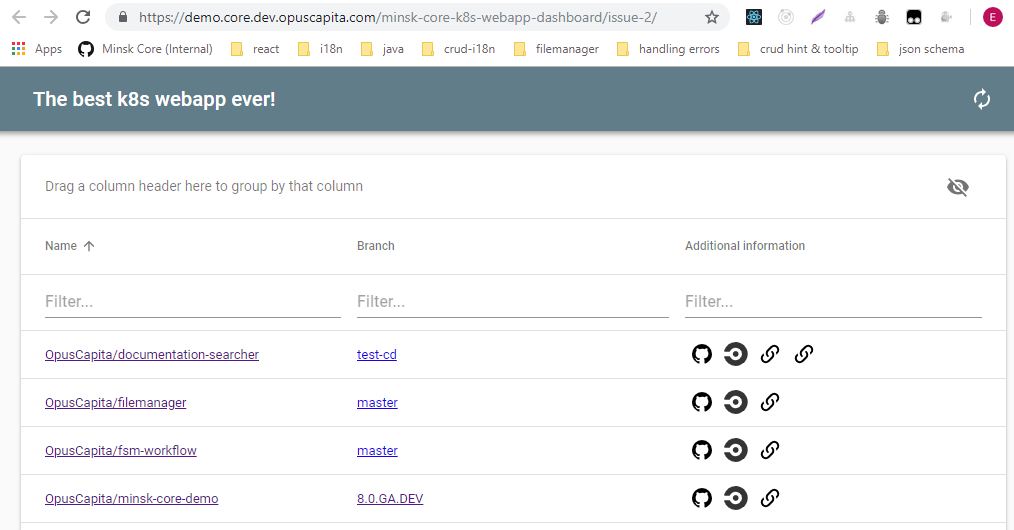 https://demo.core.dev.opuscapita.com/minsk-core-k8s-webapp-dashboard/issue-2/ E
Apps Minsk Core (Internal) react i18n java crud-i18n filemanager handling errors crud hint & tooltip json schema
The best k8s webapp ever!
Drag a column header here to group by that column
Name Branch Additional information
Filter... Filter... Filter...
OpusCapita/documentation-searcher test-cd
OpusCapita/filemanager master
OpusCapita/fsm-workflow master
OpusCapita/minsk-core-demo 8.0.GA.DEV